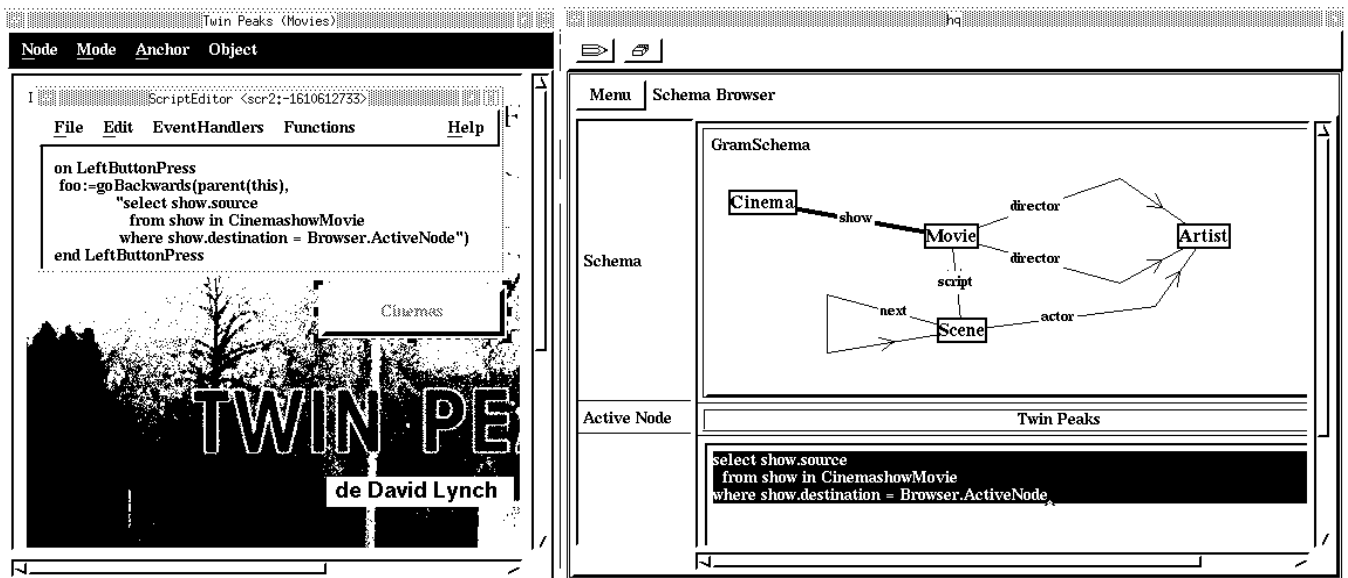 Twin Peaks (Movies)
Node Mode Anchor Object
ScriptEditor <scr2:-1610612733>
File Edit EventHandlers Functions Help
on LeftButtonPress
foo:=goBackwards(parent(this),
"select show.source
from show in CinemashowMovie
where show.destination = Browser.ActiveNode")
end LeftButtonPress
Cinemas
TWIN PE
de David Lynch
hq
Menu Schema Browser
Schema
GramSchema
Cinema
show
Movie
director
director
Artist
script
next
Scene
actor
Active Node
Twin Peaks
select show.source
from show in CinemashowMovie
where show.destination = Browser.ActiveNode